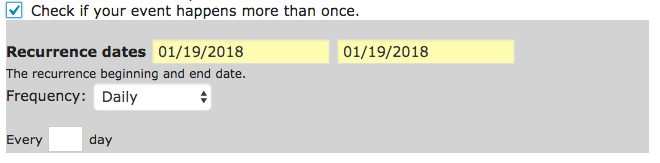 Check if your event happens more than once.
Recurrence dates 01/19/2018 01/19/2018
The recurrence beginning and end date.
Frequency: Daily
Every day